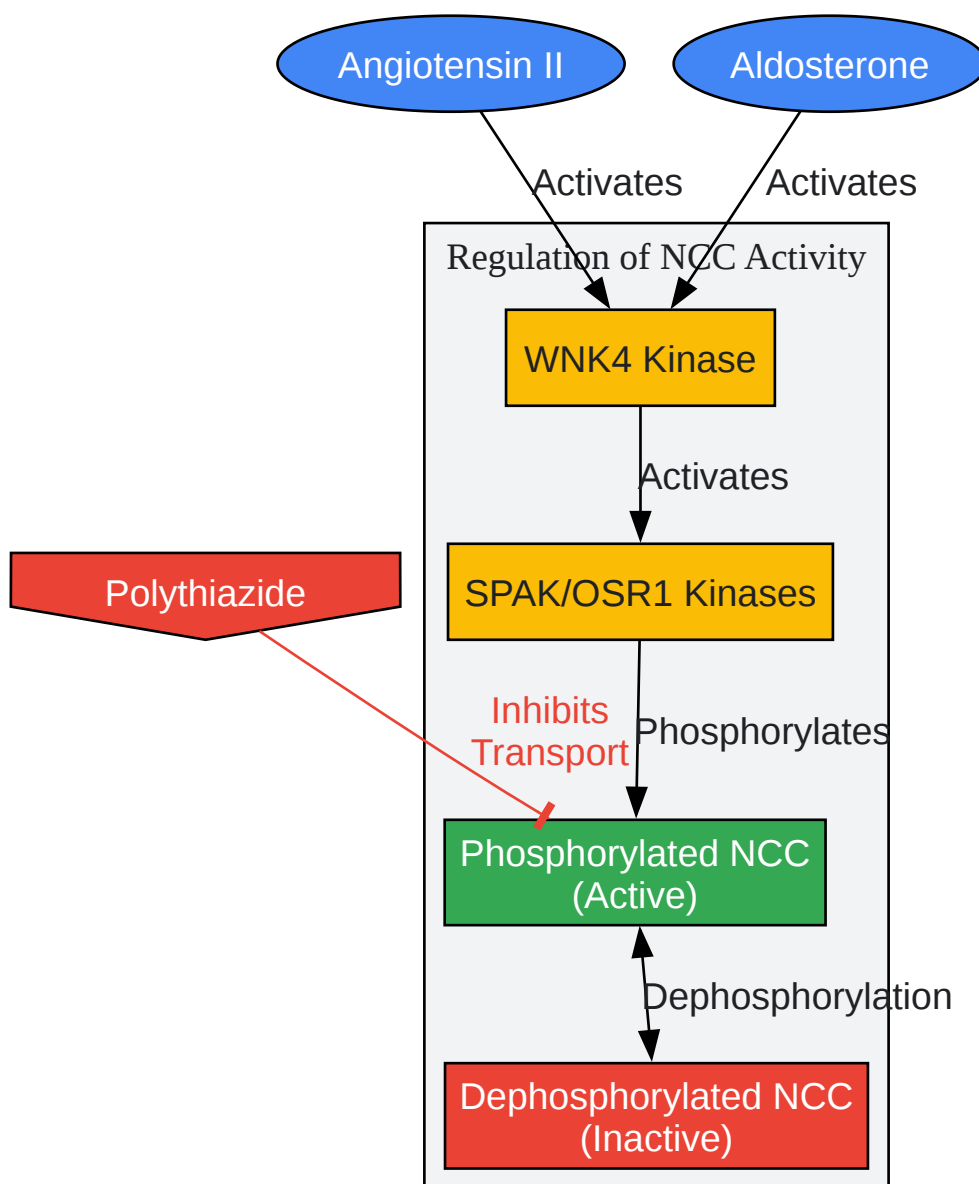 Angiotensin II
Aldosterone
Activates
Activates
Regulation of NCC Activity
WNK4 Kinase
Activates
Polythiazide
SPAK/OSR1 Kinases
Inhibits
Transport
Phosphorylates
Phosphorylated NCC
(Active)
Dephosphorylation
Dephosphorylated NCC
(Inactive)